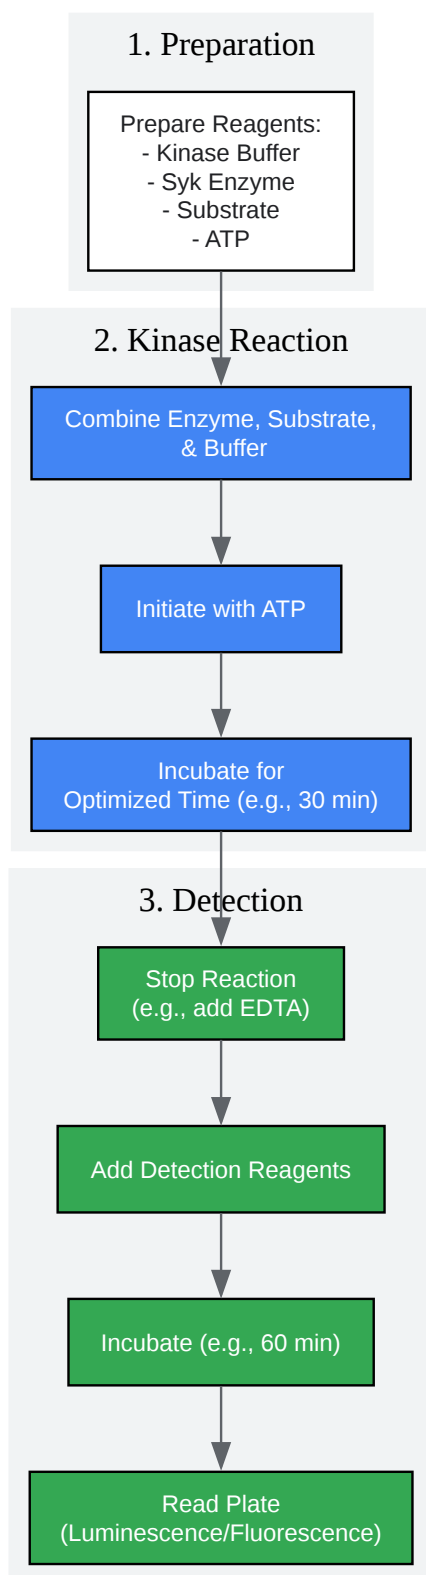 1. Preparation
Prepare Reagents:
- Kinase Buffer
- Syk Enzyme
- Substrate
- ATP
2. Kinase Reaction
Combine Enzyme, Substrate,
& Buffer
Initiate with ATP
Incubate for
Optimized Time (e.g., 30 min)
3. Detection
Stop Reaction
(e.g., add EDTA)
Add Detection Reagents
Incubate (e.g., 60 min)
Read Plate
(Luminescence/Fluorescence)